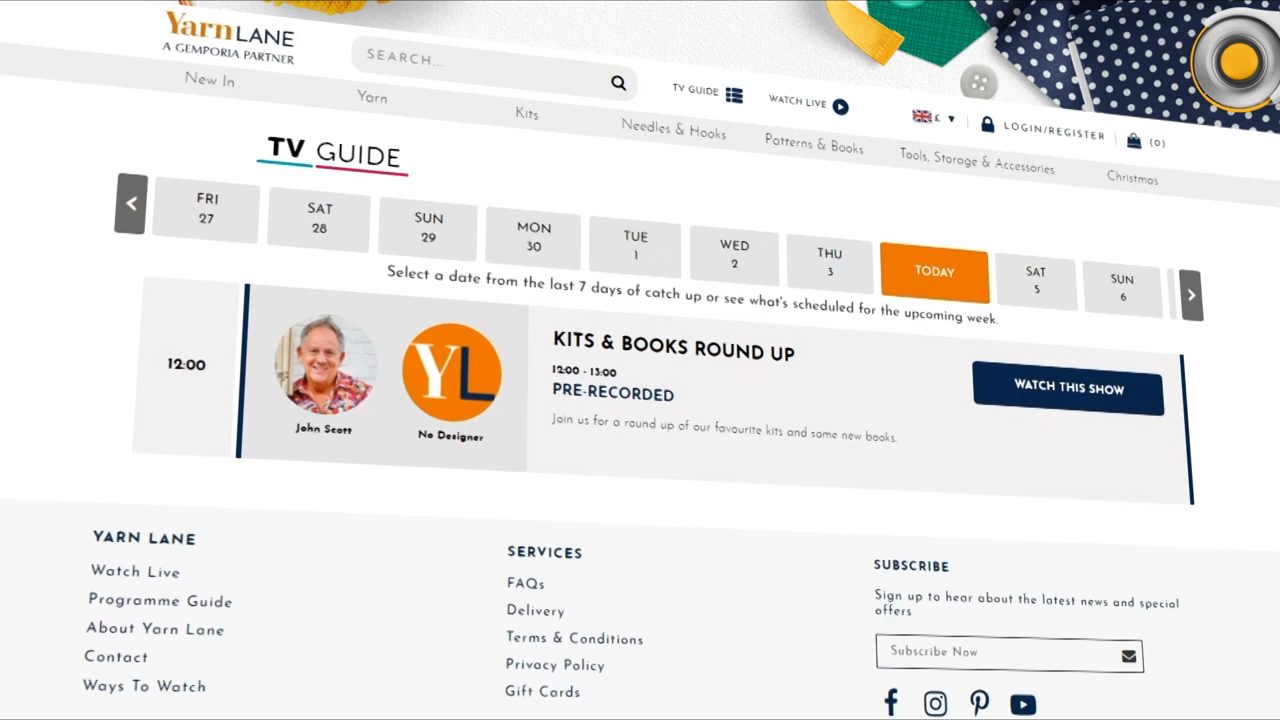 YarnLANE
A GEMPORIA PARTNER
SEARCH...
TV GUIDE
WATCH LIVE
£
LOGIN/REGISTER
(0)
New In
Yarn
Kits
Needles & Hooks
Patterns & Books
Tools, Storage & Accessories
Christmas
TV GUIDE
FRI
27
SAT
28
SUN
29
MON
30
TUE
1
WED
2
THU
3
TODAY
SAT
5
SUN
6
Select a date from the last 7 days of catch up or see what's scheduled for the upcoming week.
12:00
John Scott
YL
No Designer
KITS & BOOKS ROUND UP
12:00 - 13:00
PRE-RECORDED
Join us for a round up of our favourite kits and some new books.
WATCH THIS SHOW
YARN LANE
Watch Live
Programme Guide
About Yarn Lane
Contact
Ways To Watch
SERVICES
FAQs
Delivery
Terms & Conditions
Privacy Policy
Gift Cards
SUBSCRIBE
Sign up to hear about the latest news and special
offers
Subscribe Now